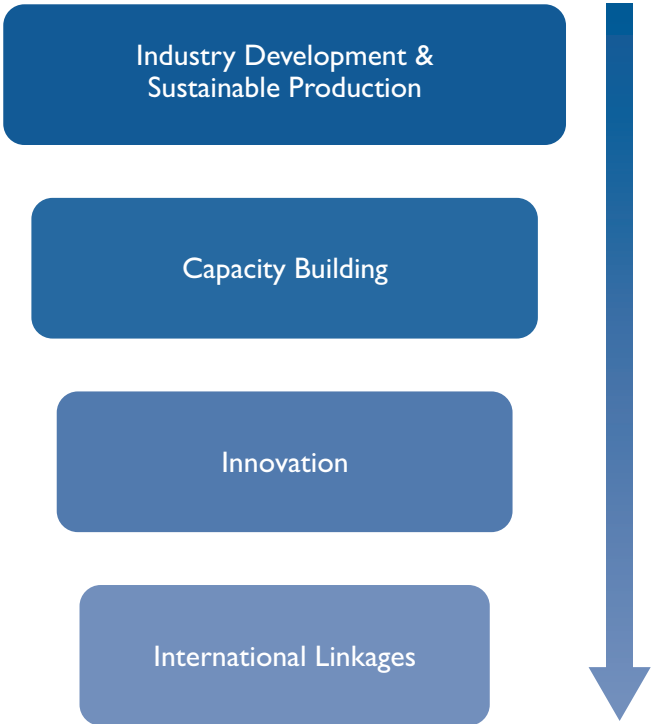 Industry Development &
Sustainable Production
Capacity Building
Innovation
International Linkages